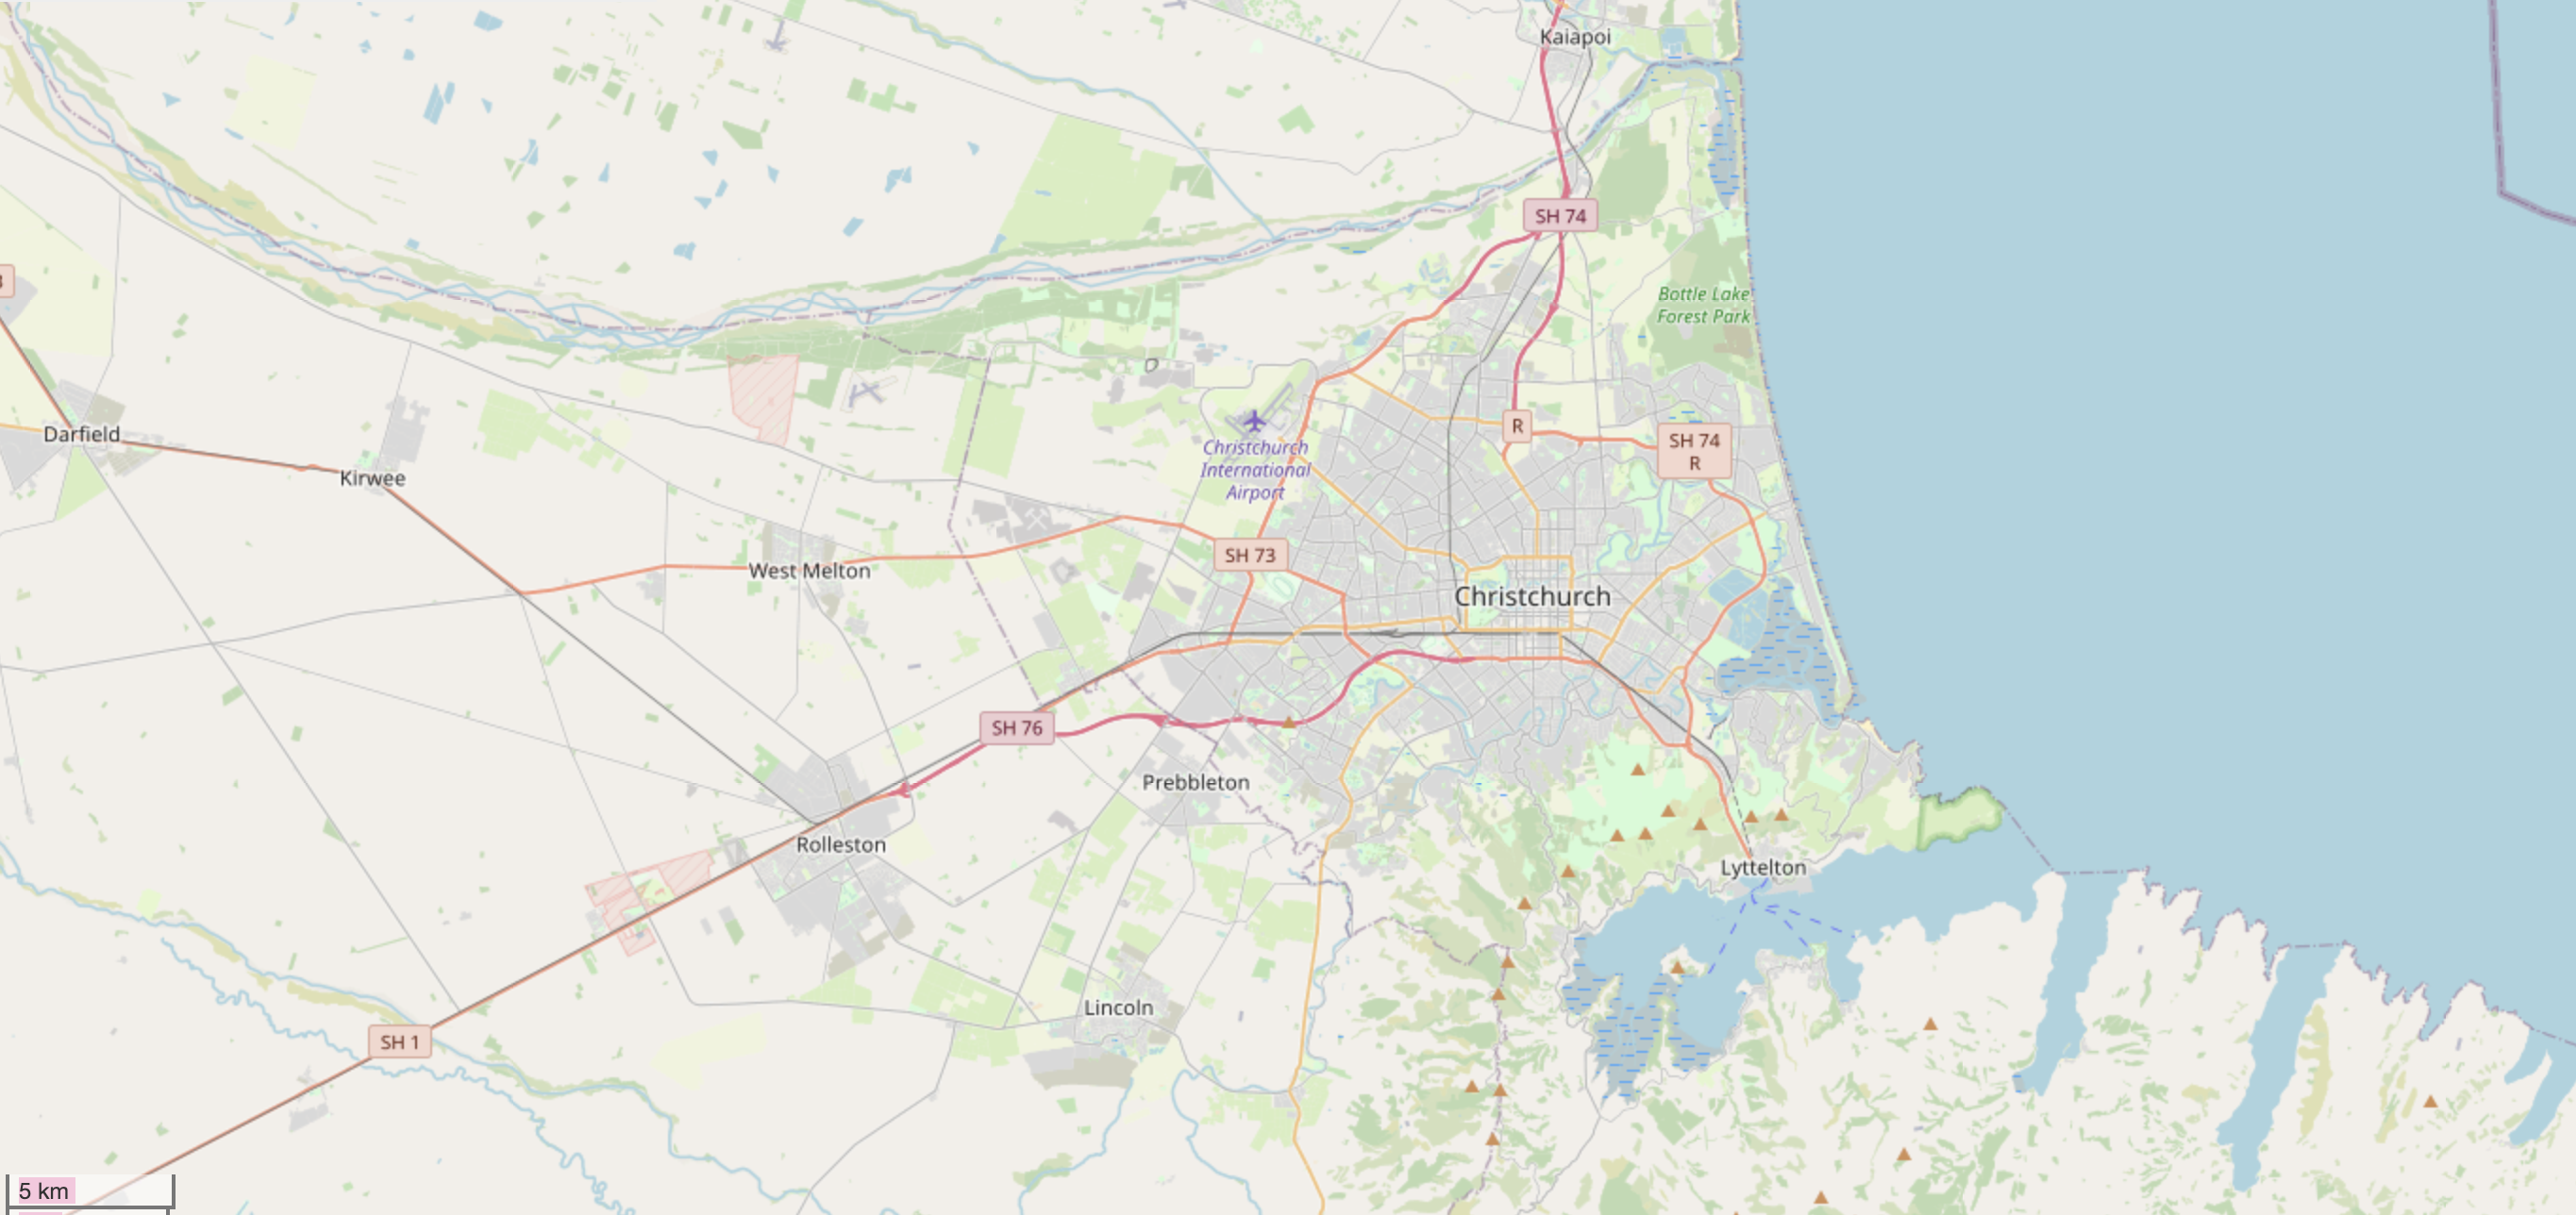 Kaiapoi
SH 74
Bottle Lake
Forest Park
R
SH 74
R
Darfield
Kirwee
Christchurch
International
Airport
SH 73
West Melton
Christchurch
SH 76
Prebbleton
Rolleston
Lyttelton
Lincoln
SH 1
5 km